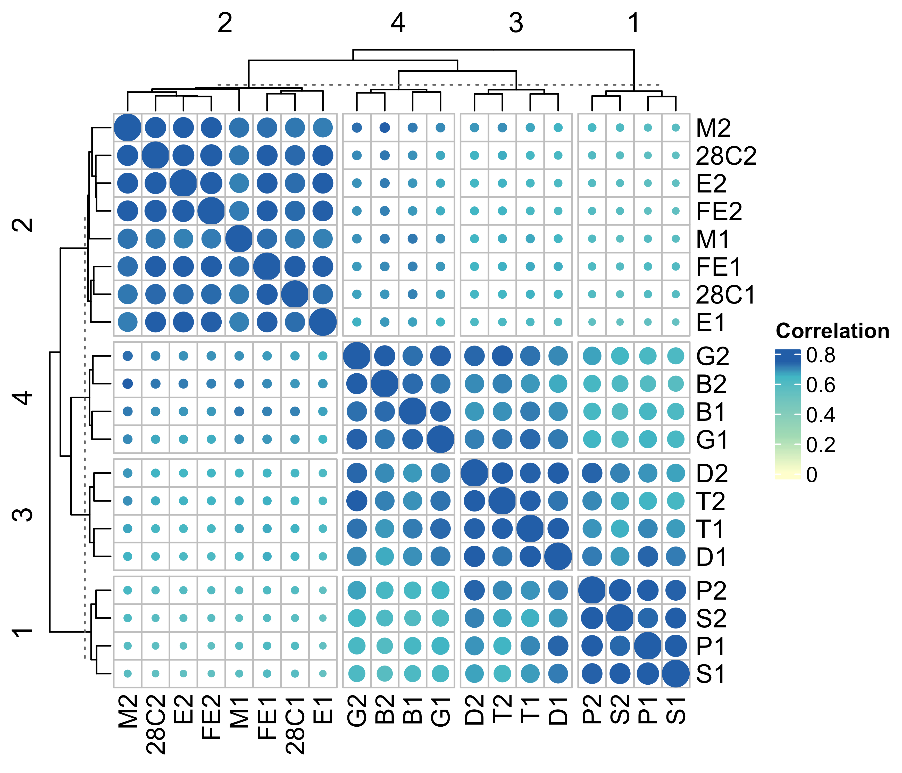 2 4 3 1
2
M2
28C2
E2
FE2
M1
FE1
28C1
E1
4
G2
B2
B1
G1
3
D2
T2
T1
D1
1
P2
S2
P1
S1
M2 28C2 E2 FE2 M1 FE1 28C1 E1 G2 B2 B1 G1 D2 T2 T1 D1 P2 S2 P1 S1
Correlation
0.8
0.6
0.4
0.2
0